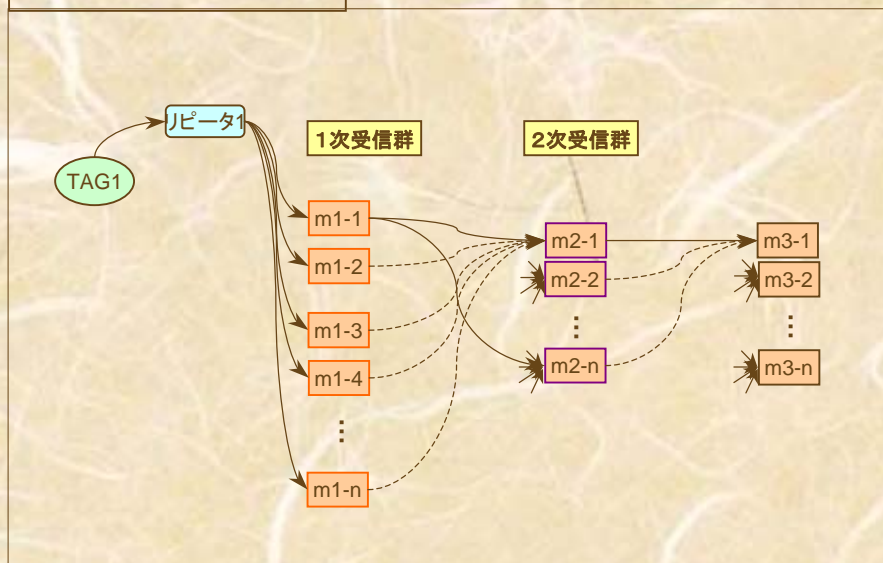 リピータ1
1次受信群
2次受信群
TAG1
m1-1
m1-2
m1-3
m1-4
⋮
m1-n
m2-1
m2-2
⋮
m2-n
m3-1
m3-2
⋮
m3-n